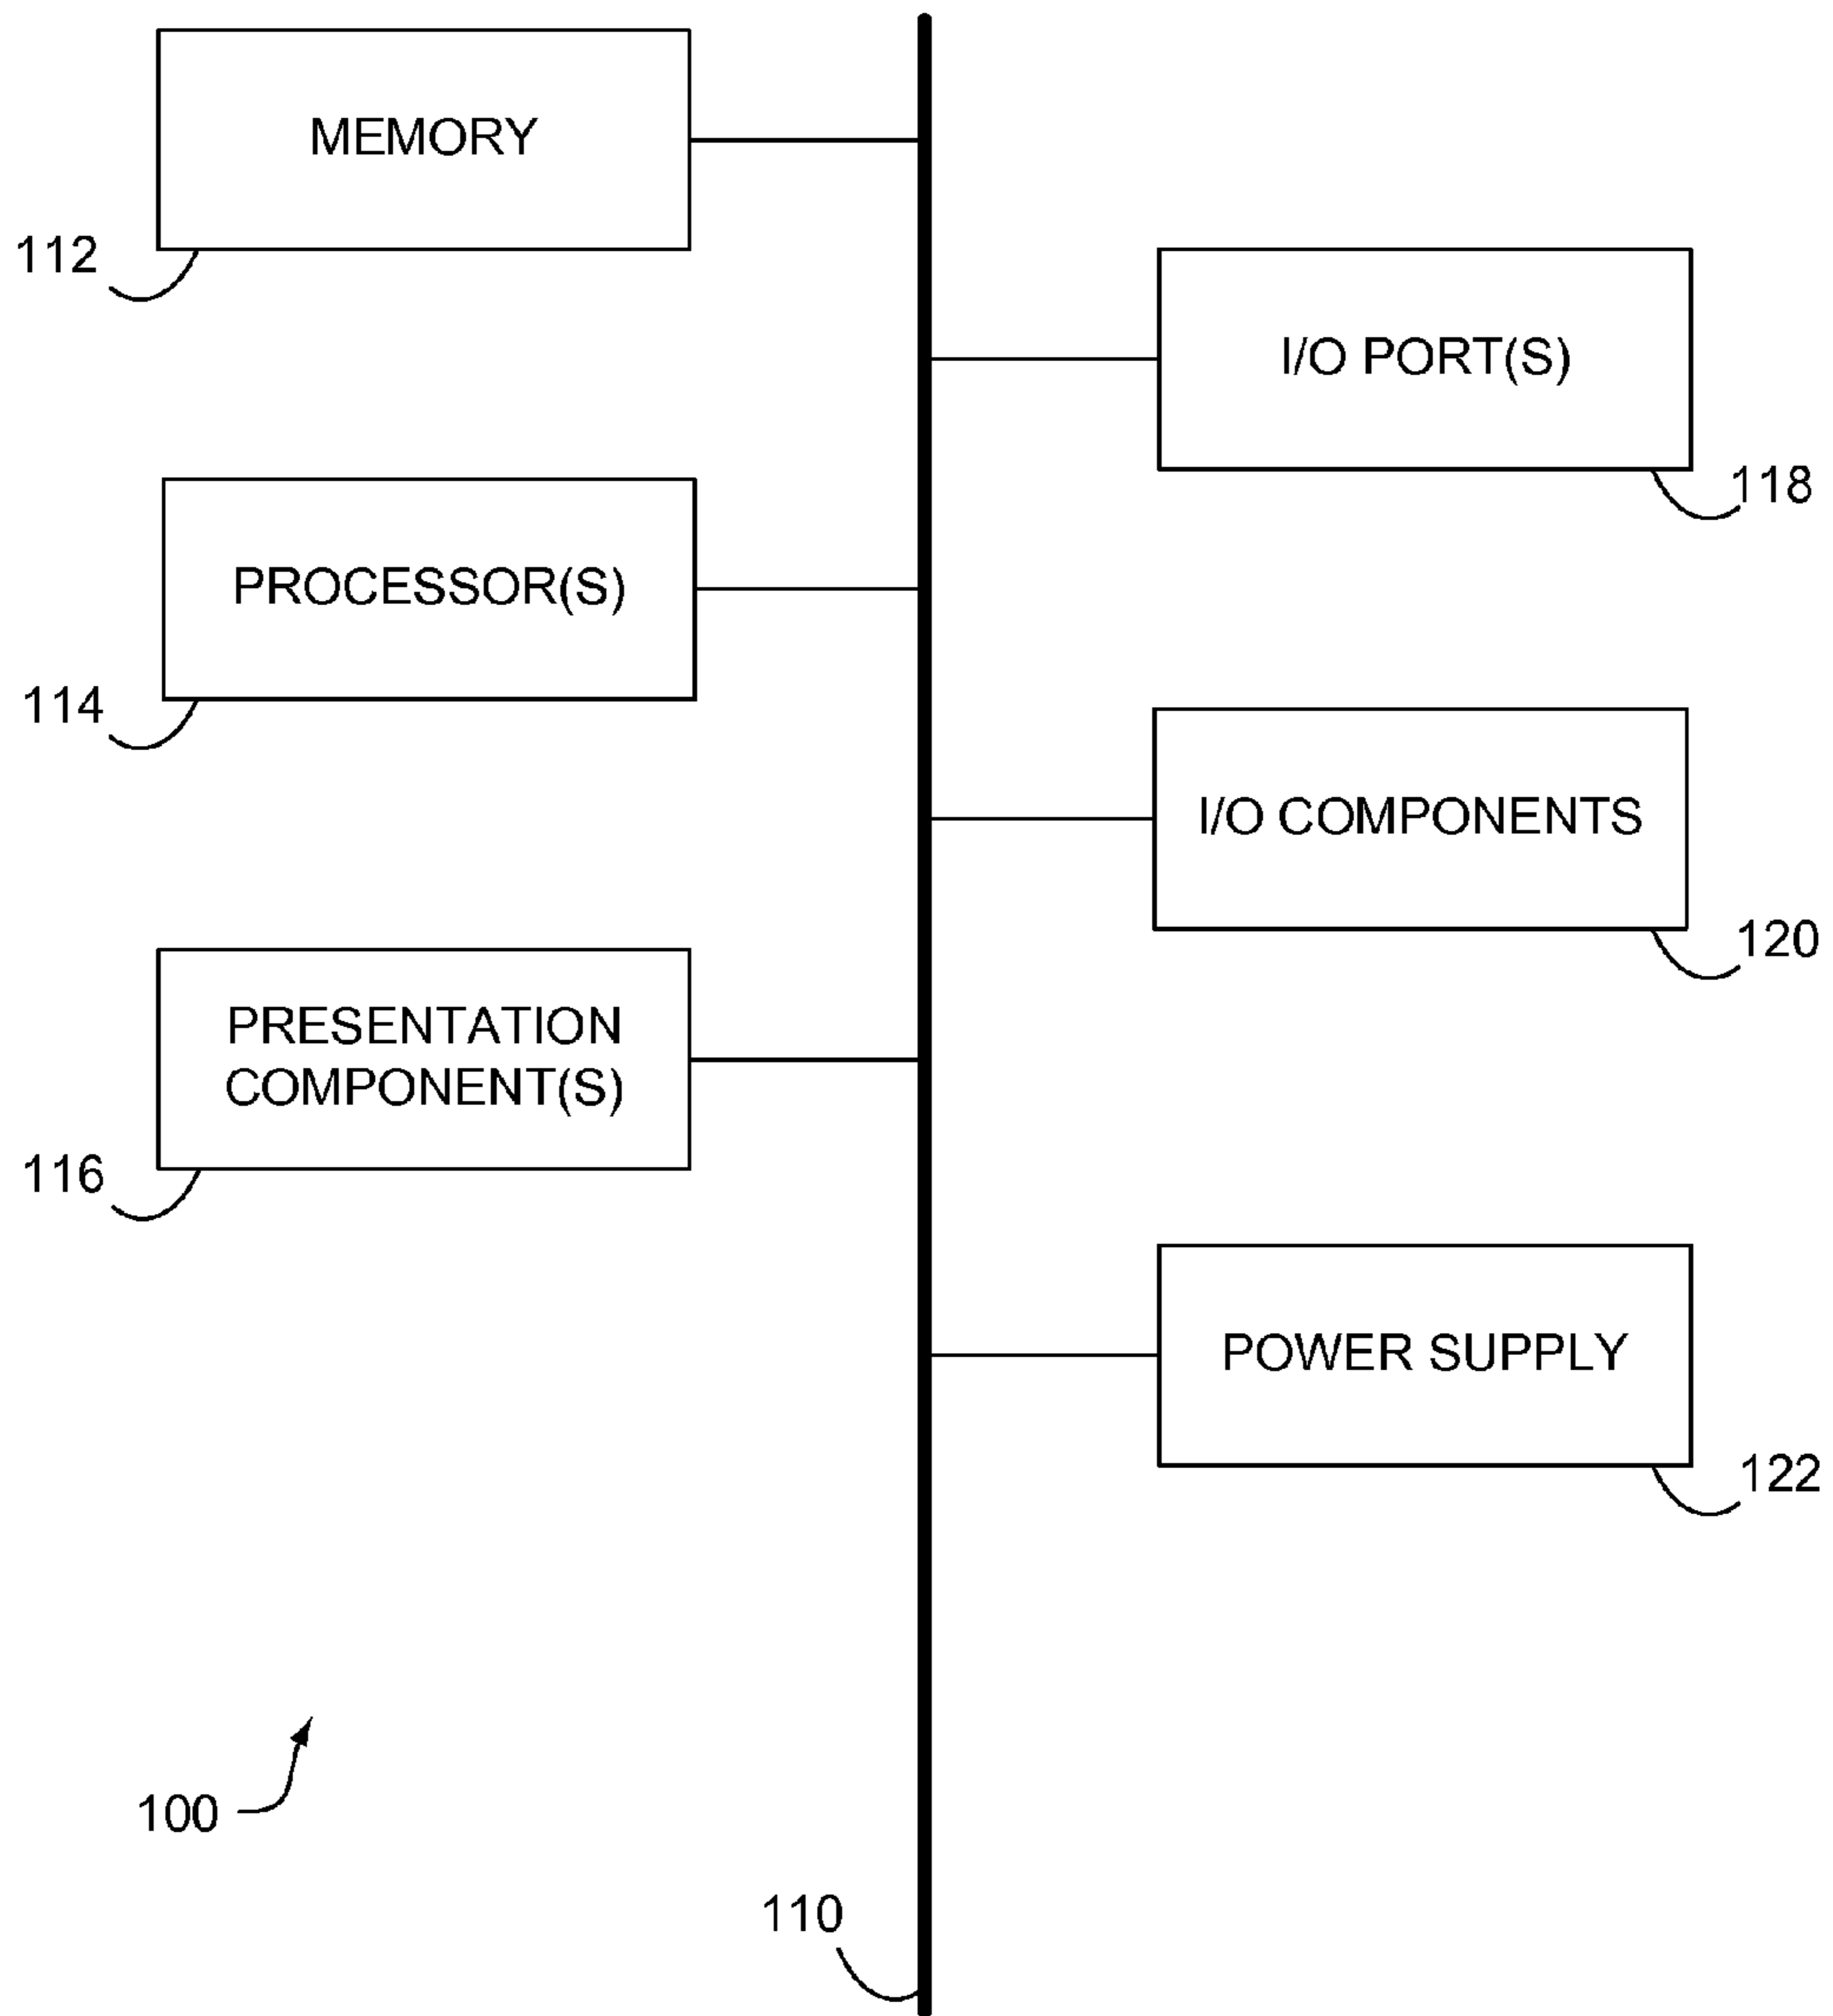 MEMORY
112
I/O PORT(S)
118
PROCESSOR(S)
114
I/O COMPONENTS
120
PRESENTATION
COMPONENT(S)
116
POWER SUPPLY
122
100
110